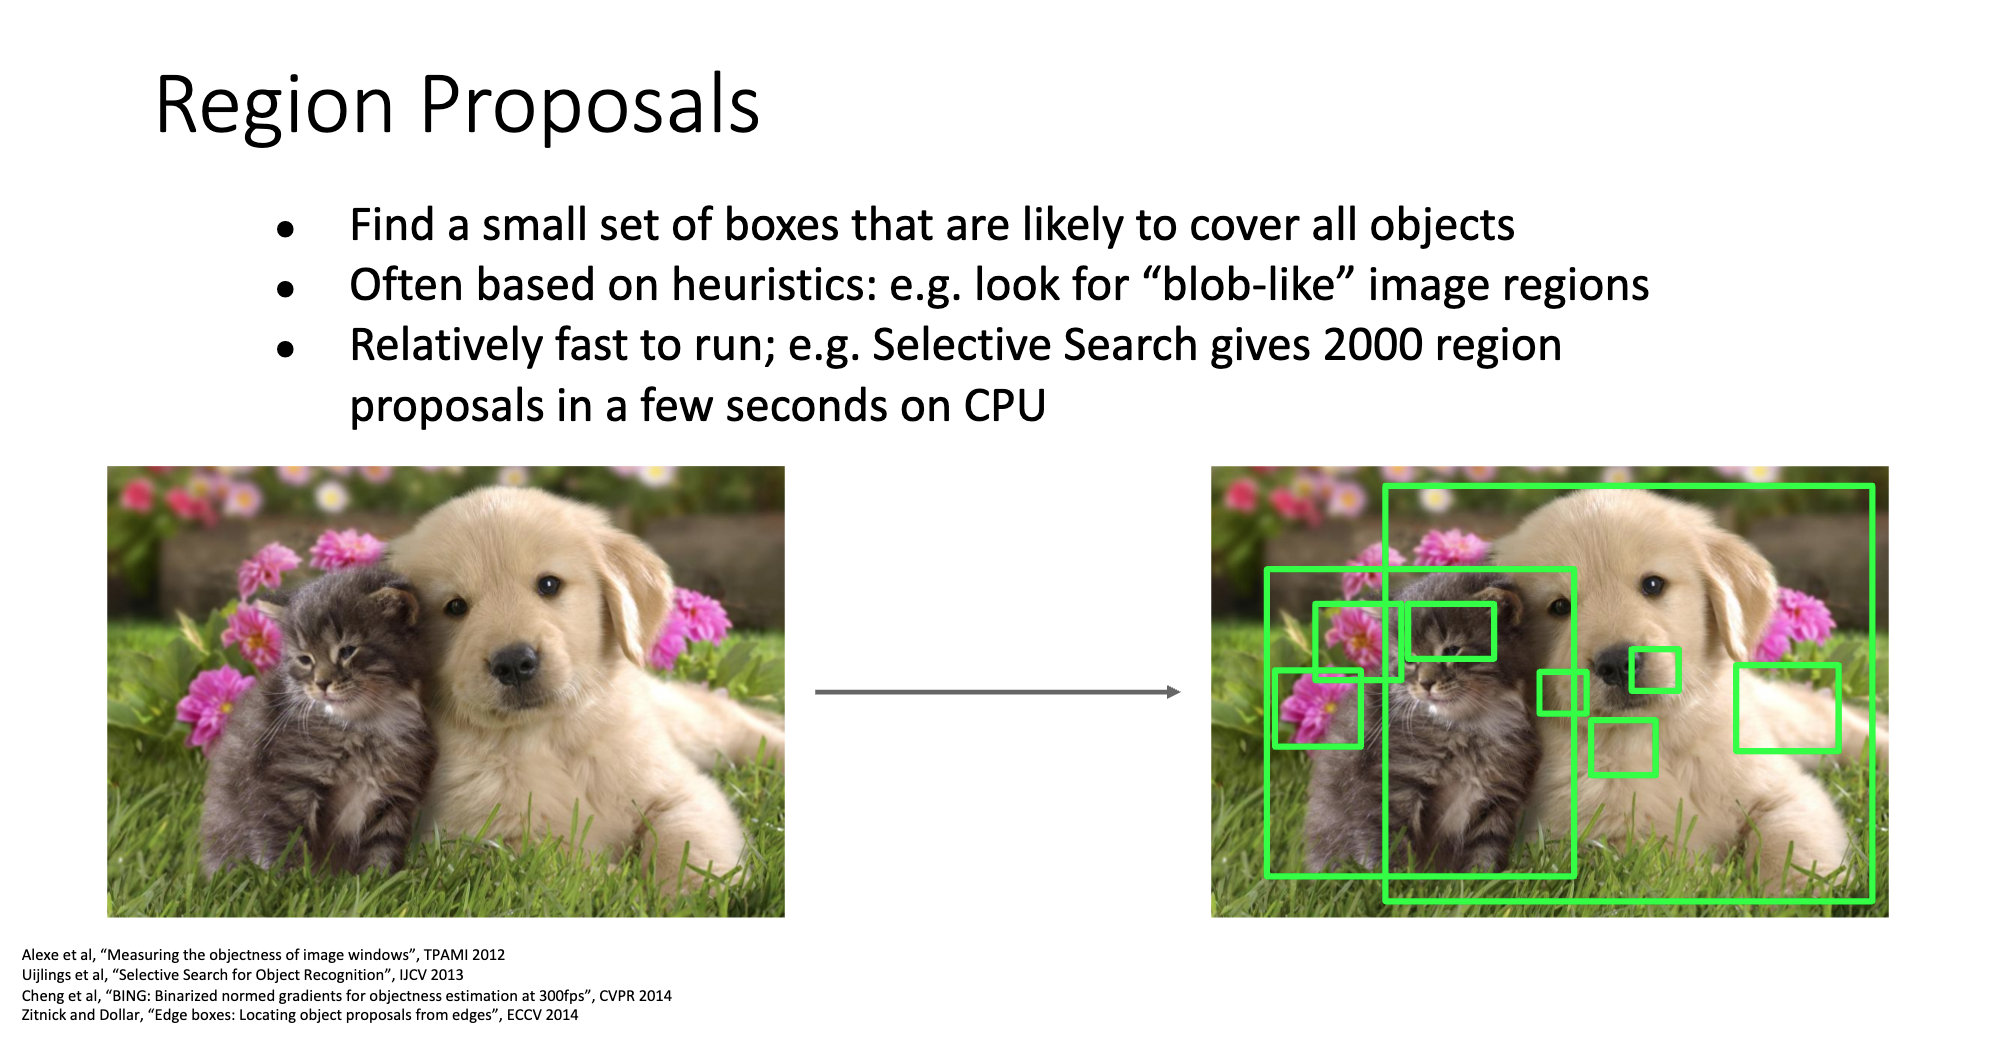 Region Proposals
● Find a small set of boxes that are likely to cover all objects
● Often based on heuristics: e.g. look for “blob-like” image regions
● Relatively fast to run; e.g. Selective Search gives 2000 region
proposals in a few seconds on CPU
Alexe et al, “Measuring the objectness of image windows”, TPAMI 2012
Uijlings et al, “Selective Search for Object Recognition”, IJCV 2013
Cheng et al, “BING: Binarized normed gradients for objectness estimation at 300fps”, CVPR 2014
Zitnick and Dollar, “Edge boxes: Locating object proposals from edges”, ECCV 2014